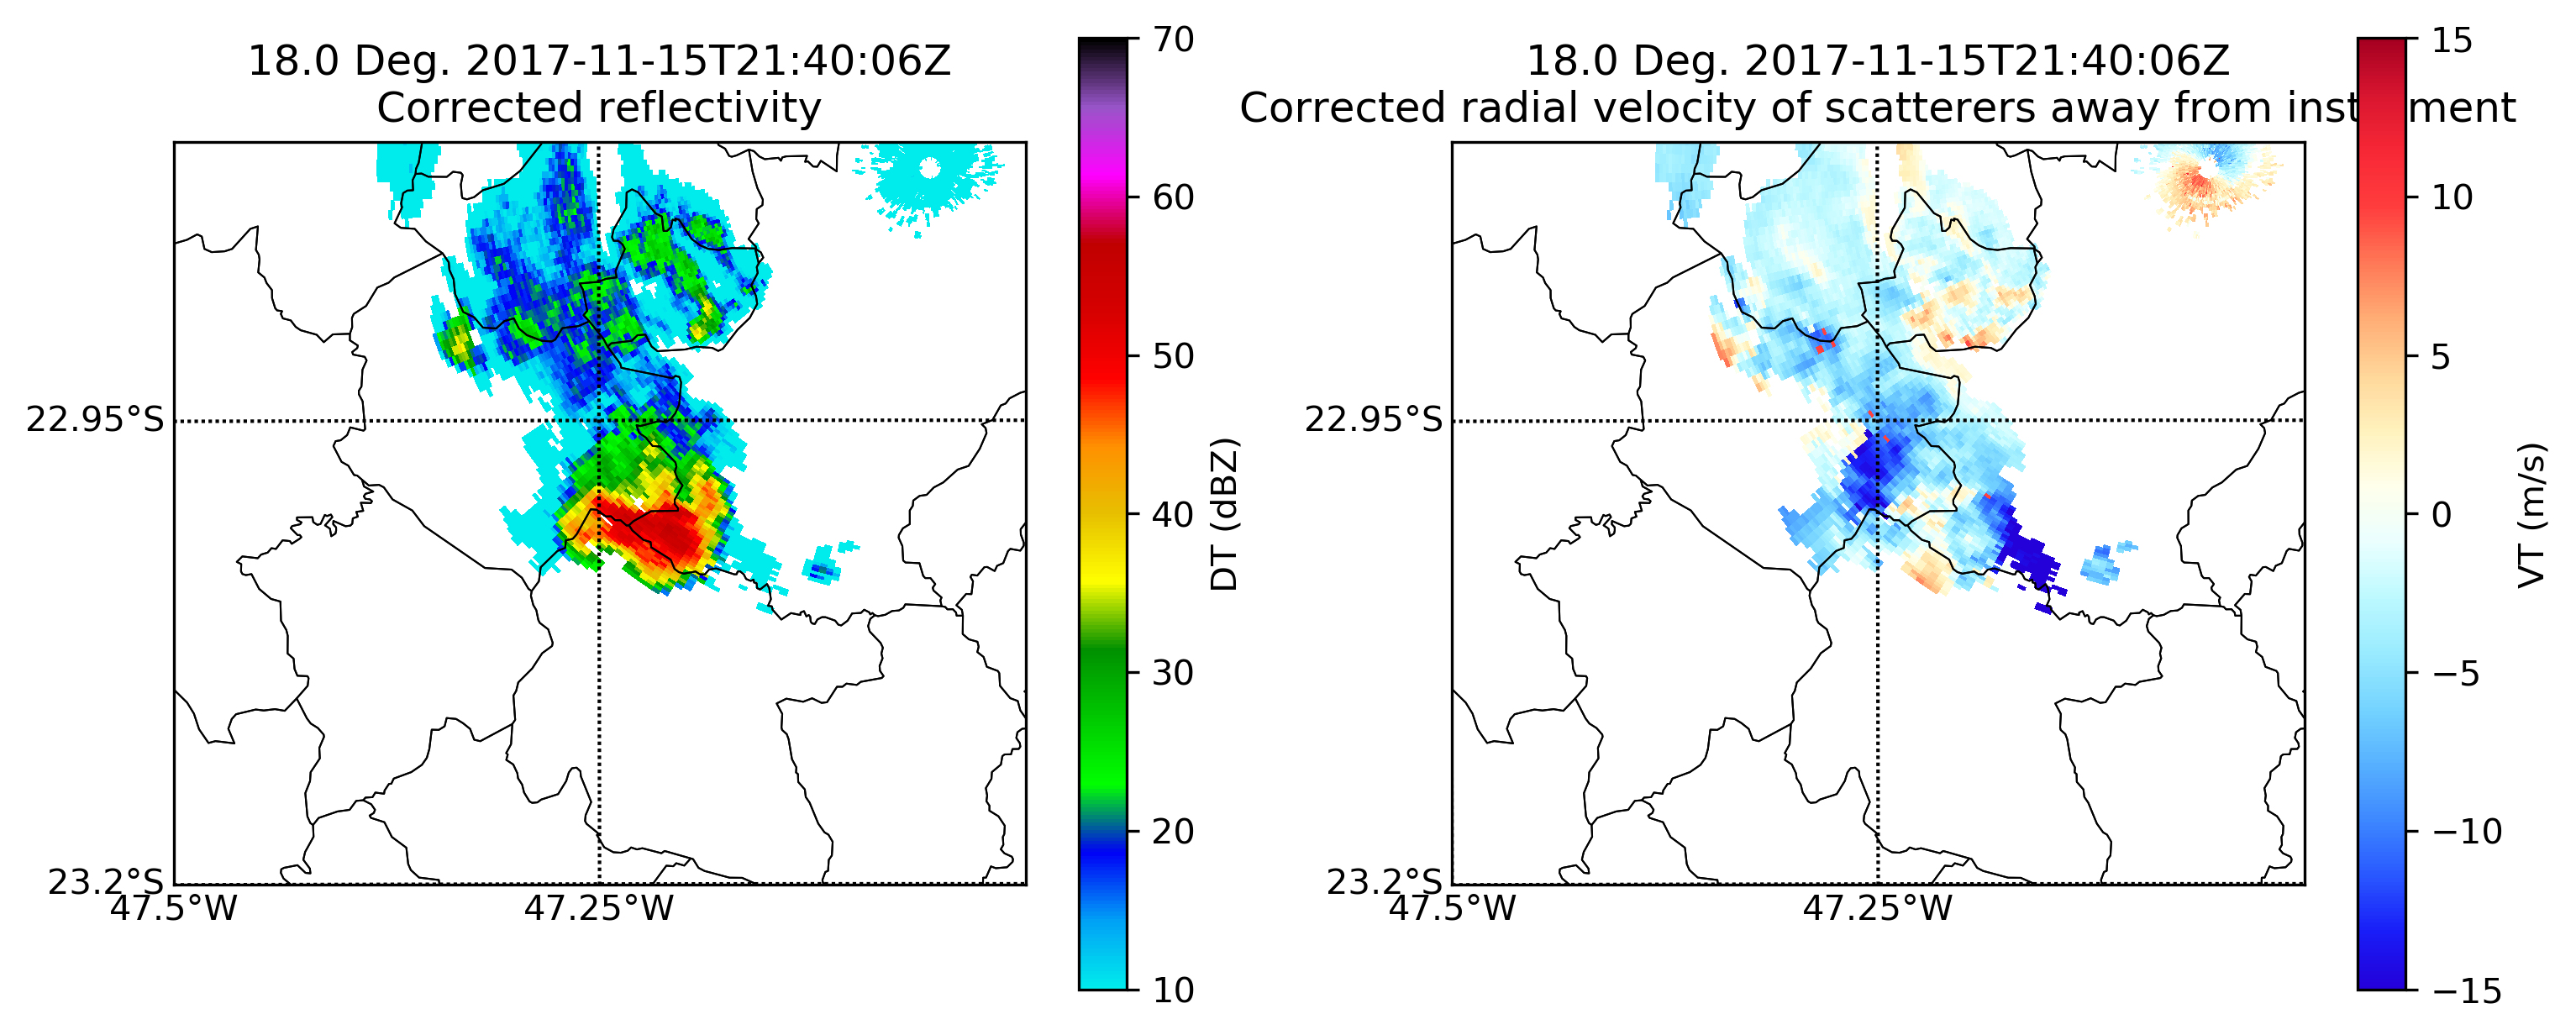 18.0 Deg. 2017-11-15T21:40:06Z
Corrected reflectivity
22.95°S
23.2°S
47.5°W
47.25°W
70
60
50
40
30
20
10
DT (dBZ)
18.0 Deg. 2017-11-15T21:40:06Z
Corrected radial velocity of scatterers away from inst ment
22.95°S
23.2°S
47.5°W
47.25°W
15
10
5
0
−5
−10
−15
VT (m/s)